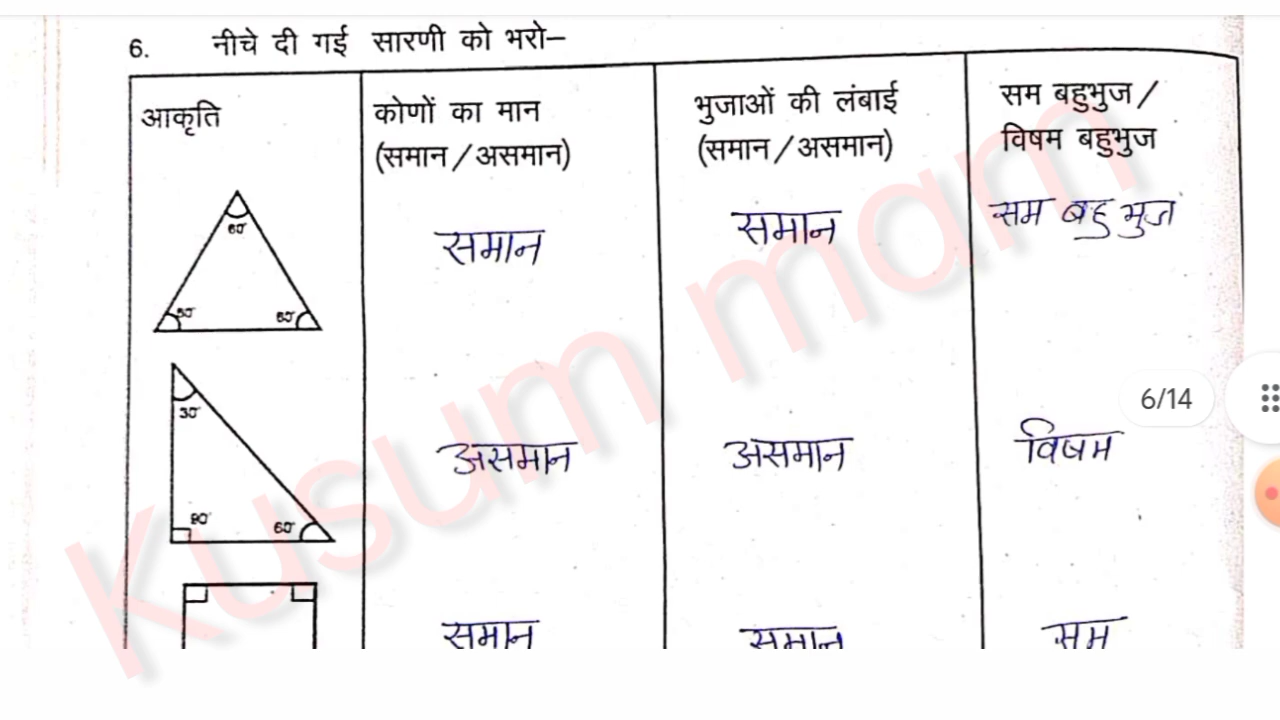 6. नीचे दी गई सारणी को भरो–
आकृति
कोणों का मान
(समान/असमान)
भुजाओं की लंबाई
(समान/असमान)
सम बहुभुज/
विषम बहुभुज
60°
60°
60°
समान
समान
सम बहुभुज
30°
90°
60°
असमान
असमान
विषम
समान
समान
सम
6/14
Kusum mam